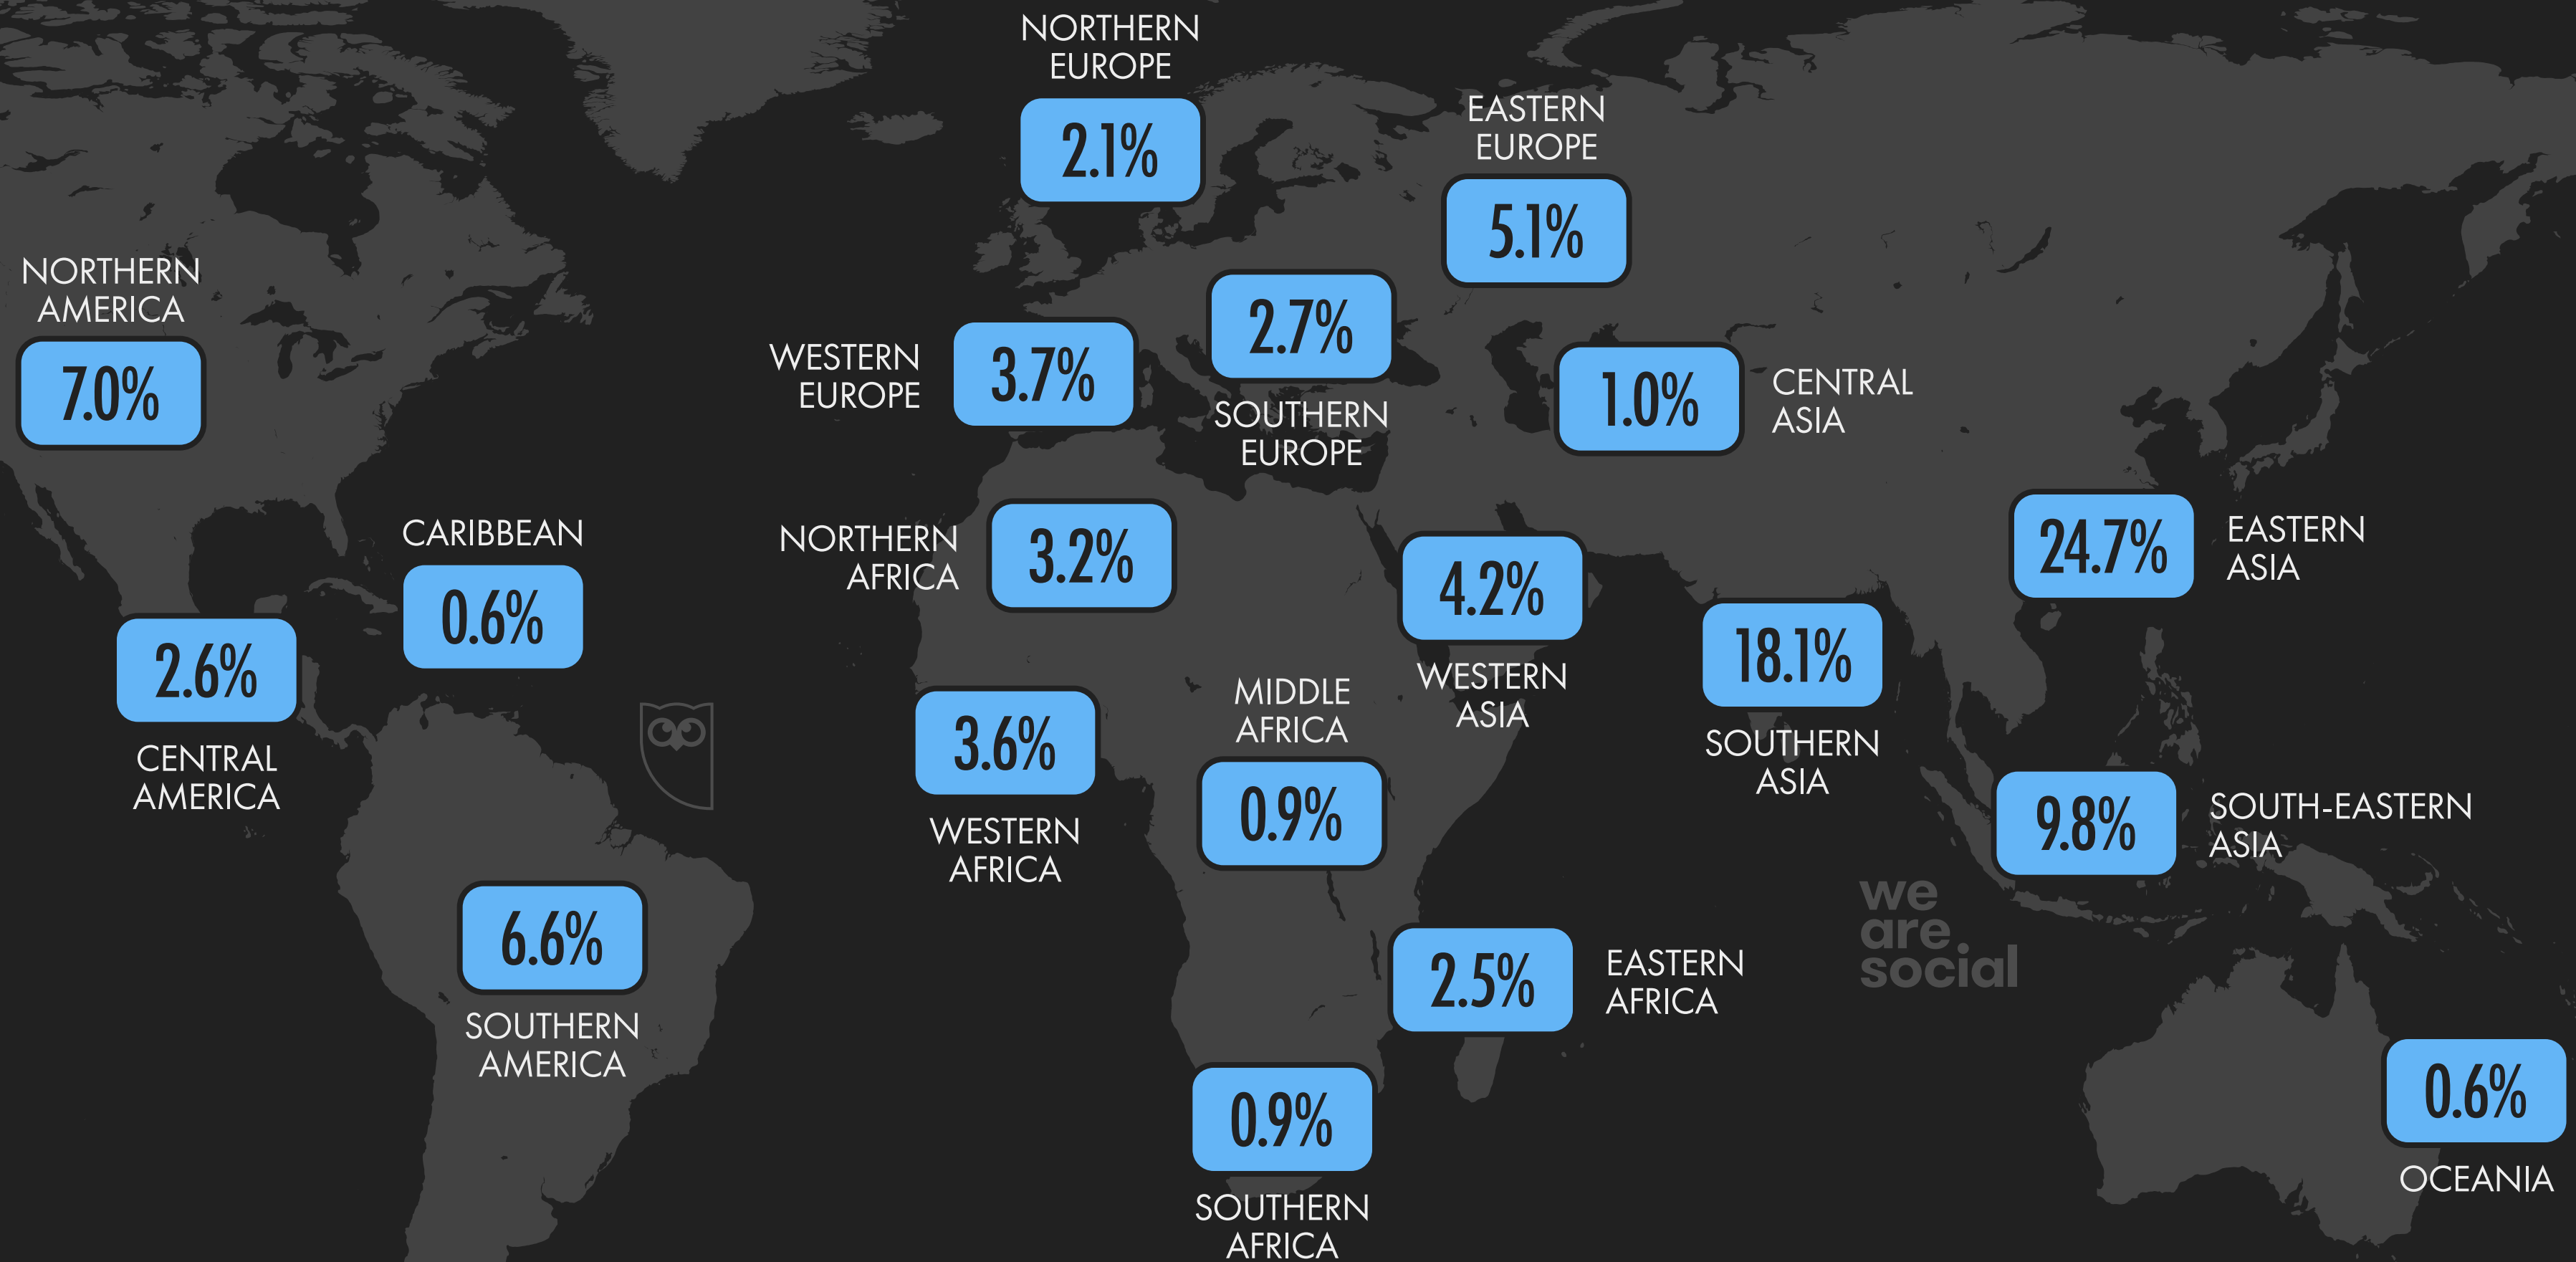 NORTHERN
EUROPE
2.1%
EASTERN
EUROPE
5.1%
NORTHERN
AMERICA
7.0%
WESTERN
EUROPE
3.7%
2.7%
SOUTHERN
EUROPE
1.0%
CENTRAL
ASIA
CARIBBEAN
0.6%
NORTHERN
AFRICA
3.2%
4.2%
WESTERN
ASIA
24.7%
EASTERN
ASIA
2.6%
CENTRAL
AMERICA
18.1%
SOUTHERN
ASIA
3.6%
WESTERN
AFRICA
MIDDLE
AFRICA
0.9%
9.8%
SOUTH-EASTERN
ASIA
6.6%
SOUTHERN
AMERICA
2.5%
EASTERN
AFRICA
we
are
social
0.9%
SOUTHERN
AFRICA
0.6%
OCEANIA